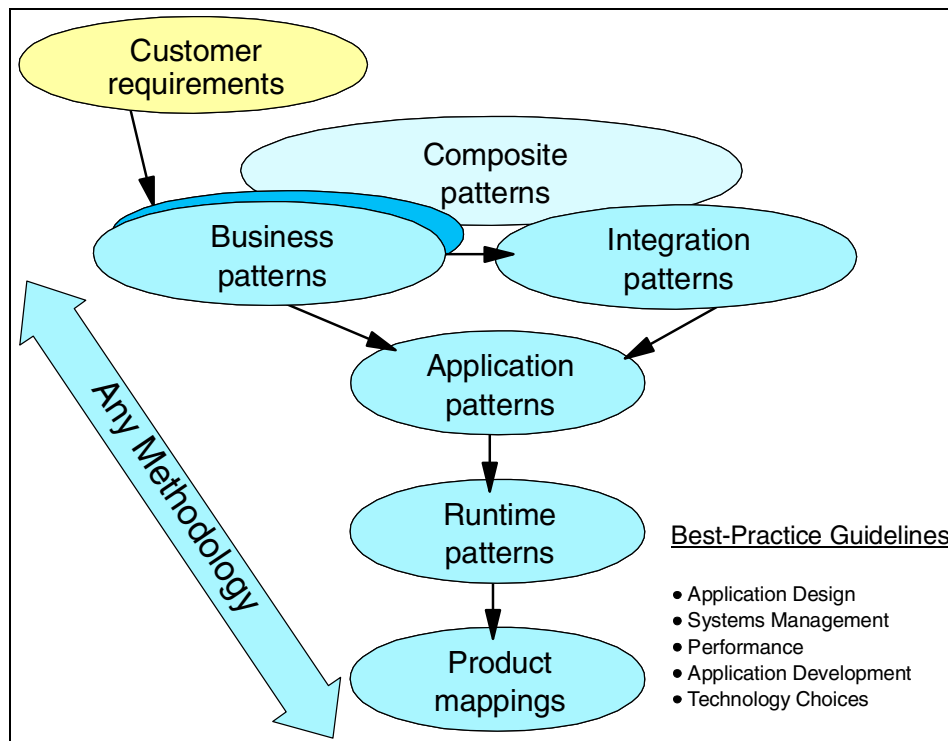 Customer
requirements
Composite
patterns
Business
patterns
Integration
patterns
Application
patterns
Any Methodology
Runtime
patterns
Best-Practice Guidelines
• Application Design
• Systems Management
• Performance
• Application Development
• Technology Choices
Product
mappings